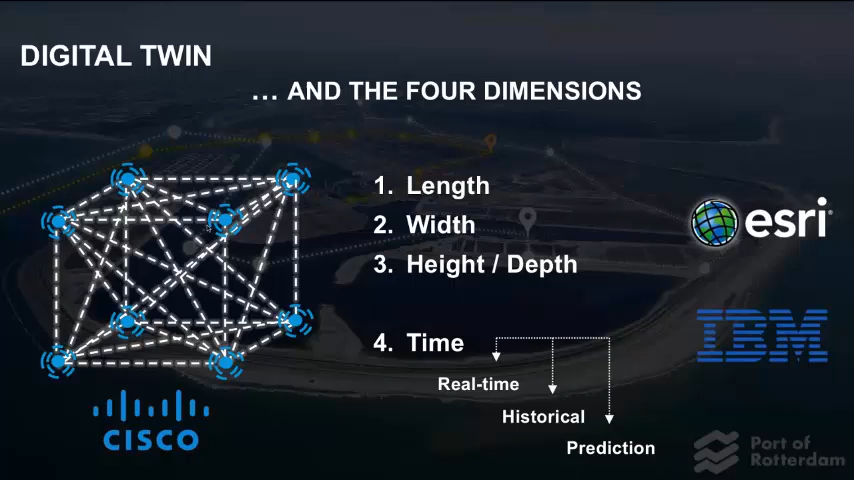 DIGITAL TWIN
... AND THE FOUR DIMENSIONS
1. Length
2. Width
3. Height / Depth
4. Time
Real-time
Historical
Prediction
esri®
IBM
CISCO
Port of
Rotterdam